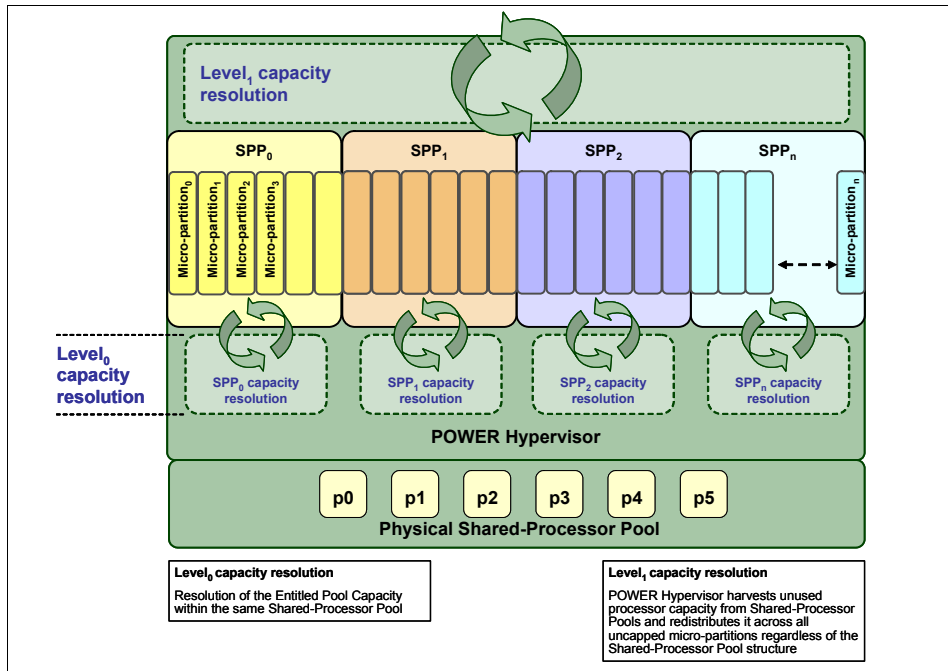 Level1 capacity
resolution
SPP0
SPP1
SPP2
SPPn
Micro-partition0
Micro-partition1
Micro-partition2
Micro-partition3
Micro-partitionn
Level0
capacity
resolution
SPP0 capacity
resolution
SPP1 capacity
resolution
SPP2 capacity
resolution
SPPn capacity
resolution
POWER Hypervisor
p0
p1
p2
p3
p4
p5
Physical Shared-Processor Pool
Level0 capacity resolution
Resolution of the Entitled Pool Capacity
within the same Shared-Processor Pool
Level1 capacity resolution
POWER Hypervisor harvests unused
processor capacity from Shared-Processor
Pools and redistributes it across all
uncapped micro-partitions regardless of the
Shared-Processor Pool structure